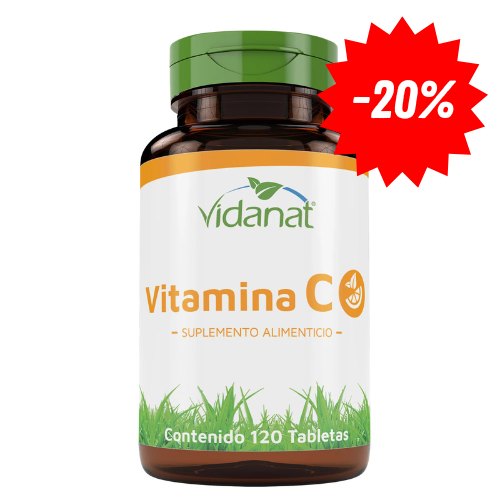 -20%
Vidanat®
Vitamina C
- SUPLEMENTO ALIMENTICIO -
Contenido 120 Tabletas